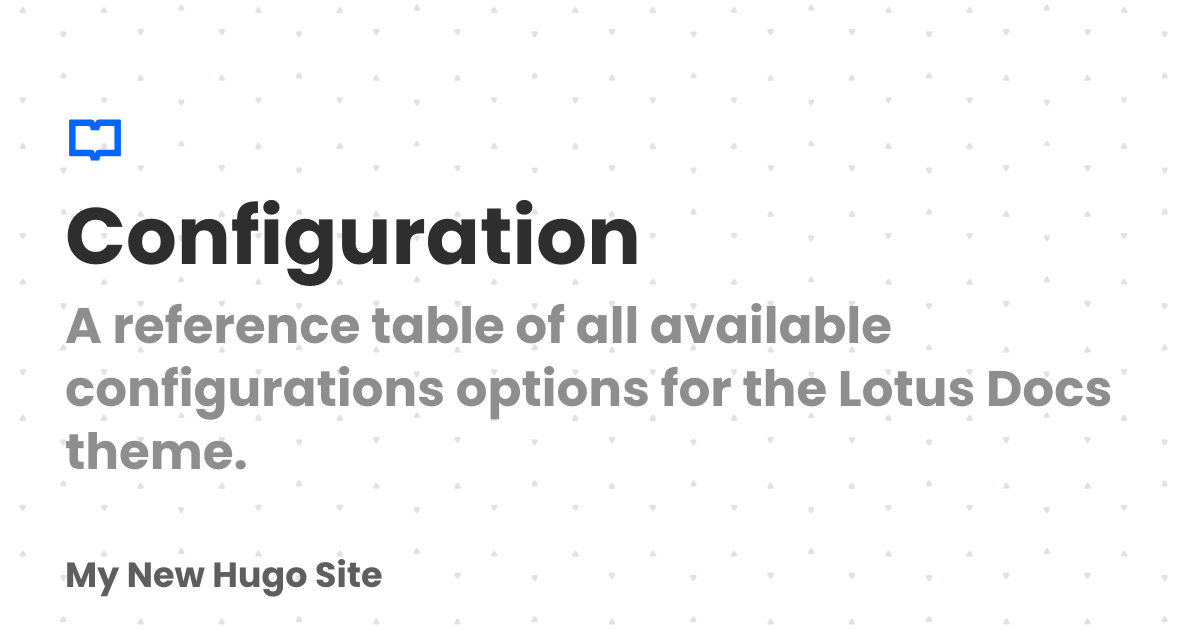 Configuration
A reference table of all available
configurations options for the Lotus Docs
theme.
My New Hugo Site